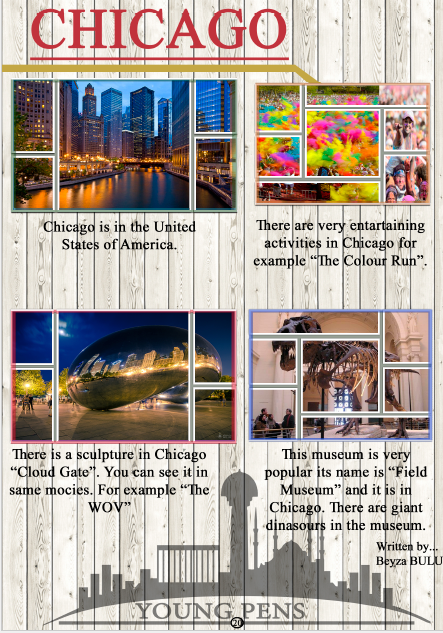 CHICAGO
Chicago is in the United
States of America.
There are very entartaining
activities in Chicago for
example “The Colour Run”.
There is a sculpture in Chicago
“Cloud Gate”. You can see it in
same mocies. For example “The
WOV”
This museum is very
popular its name is “Field
Museum” and it is in
Chicago. There are giant
dinasours in the museum.
Written by...
Beyza BULU
YOUNG PENS
20